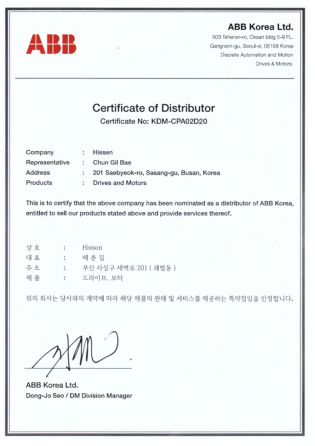 ABB
ABB Korea Ltd.
503 Teheran-ro, Oksan bldg 5-9 Fl.,
Gangnam-gu, Seoul-si, 06168 Korea
Discrete Automation and Motion
Drives & Motors
Certificate of Distributor
Certificate No: KDM-CPA02D20
Company : Hissen
Representative : Chun Gil Bae
Address : 201 Saebyeok-ro, Sasang-gu, Busan, Korea
Products : Drives and Motors
This is to certify that the above company has been nominated as a distributor of ABB Korea,
entitled to sell our products stated above and provide services thereof.
상 호 : Hissen
대 표 : 배 춘 길
주 소 : 부산 사상구 새벽로 201 ( 괘법동 )
제 품 : 드라이브, 모터
위의 회사는 당사와의 계약에 따라 해당 제품의 판매 및 서비스를 제공하는 특약점임을 인정합니다.
ABB Korea Ltd.
Dong-Jo Seo / DM Division Manager